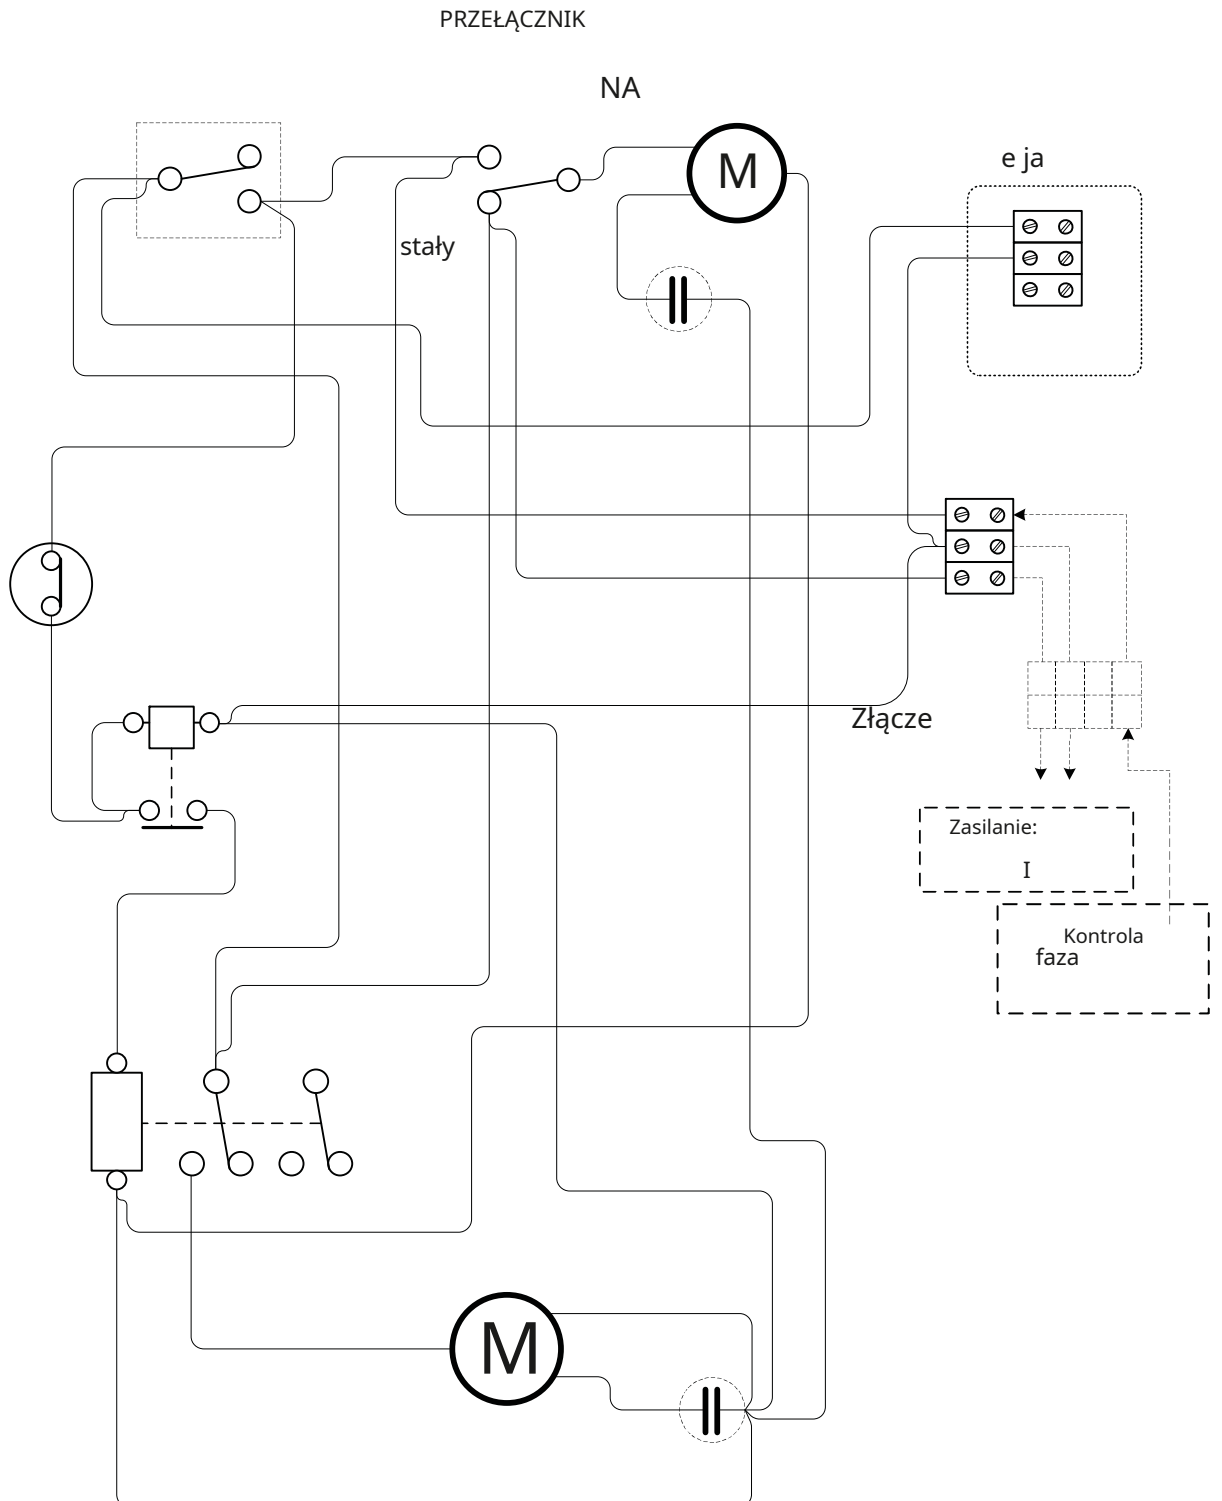 PRZEŁĄCZNIK
NA
M
e ja
stały
Złącze
Zasilanie:
I
Kontrola
faza
M